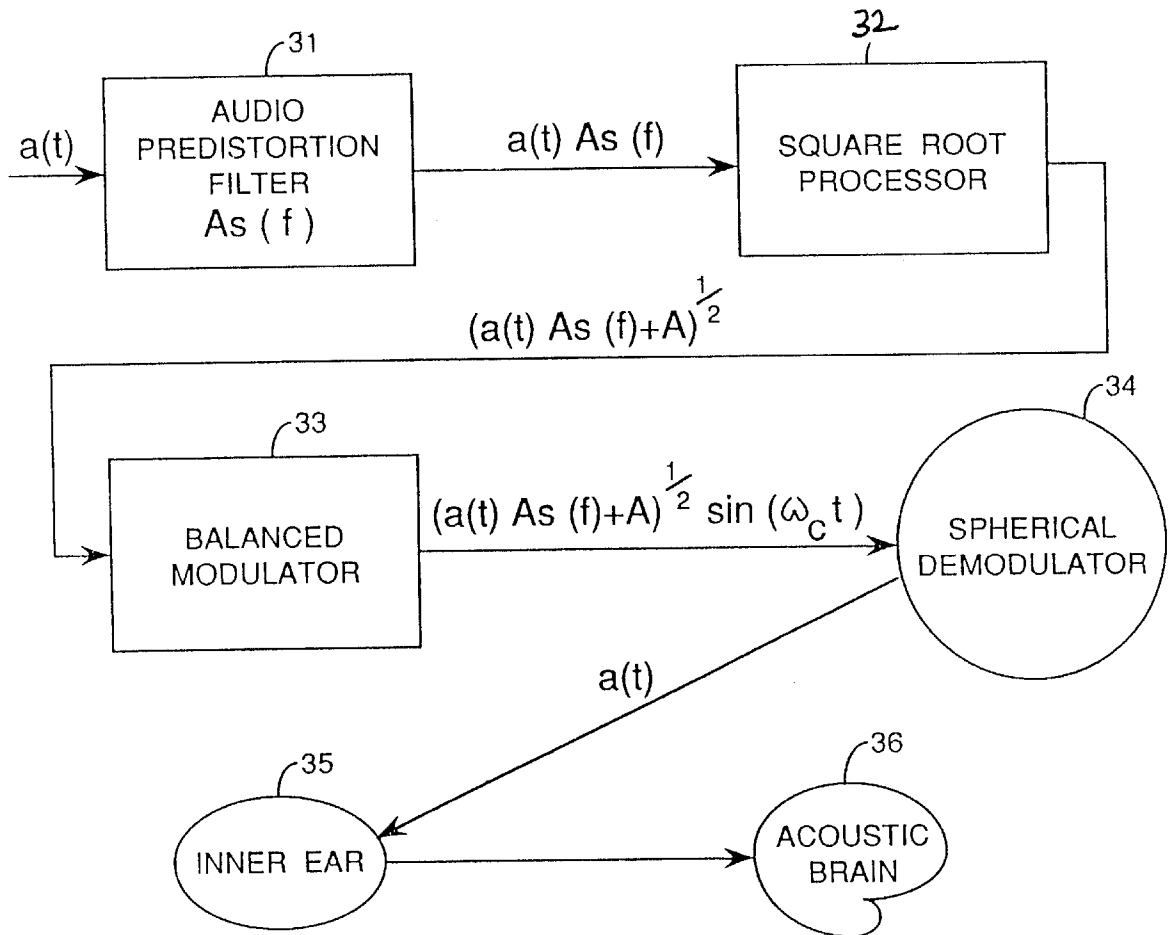 31
AUDIO
PREDISTORTION
FILTER
As ( f )
a(t)
a(t) As (f)
32
SQUARE ROOT
PROCESSOR
(a(t) As (f)+A)^1/2
33
BALANCED
MODULATOR
(a(t) As (f)+A)^1/2 sin (ω_c t)
34
SPHERICAL
DEMODULATOR
a(t)
35
INNER EAR
36
ACOUSTIC
BRAIN